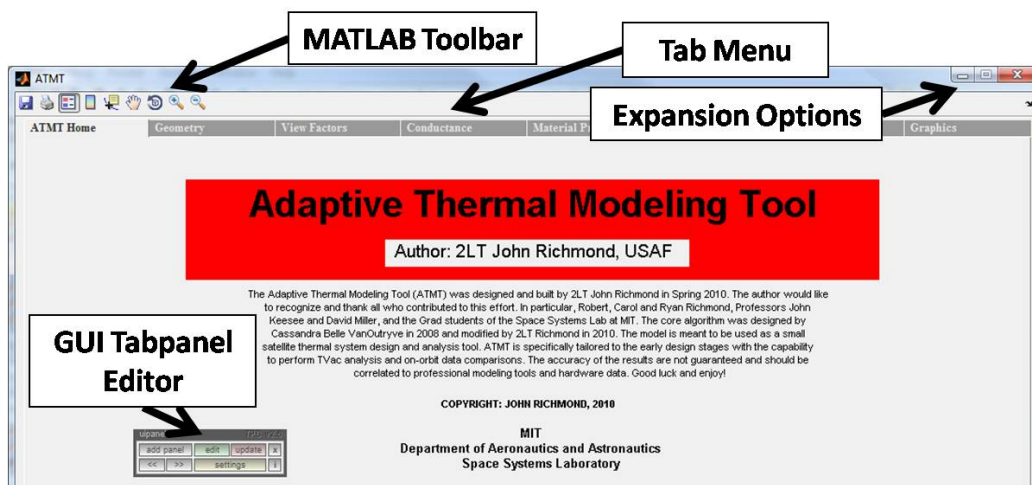 MATLAB Toolbar
Tab Menu
ATMT
Expansion Options
ATMT Home Geometry View Factors Conductance Material Graphics
Adaptive Thermal Modeling Tool
Author: 2LT John Richmond, USAF
The Adaptive Thermal Modeling Tool (ATMT) was designed and built by 2LT John Richmond in Spring 2010. The author would like
to recognize and thank all who contributed to this effort. In particular, Robert, Carol and Ryan Richmond, Professors John
Keesee and David Miller, and the Grad students of the Space Systems Lab at MIT. The core algorithm was designed by
Cassandra Belle VanOutryve in 2008 and modified by 2LT Richmond in 2010. The model is meant to be used as a small
satellite thermal system design and analysis tool. ATMT is specifically tailored to the early design stages with the capability
to perform TVac analysis and on-orbit data comparisons. The accuracy of the results are not guaranteed and should be
correlated to professional modeling tools and hardware data. Good luck and enjoy!
GUI Tabpanel
Editor
COPYRIGHT: JOHN RICHMOND, 2010
MIT
Department of Aeronautics and Astronautics
Space Systems Laboratory
uipane
add panel edit update x
<< >> settings i